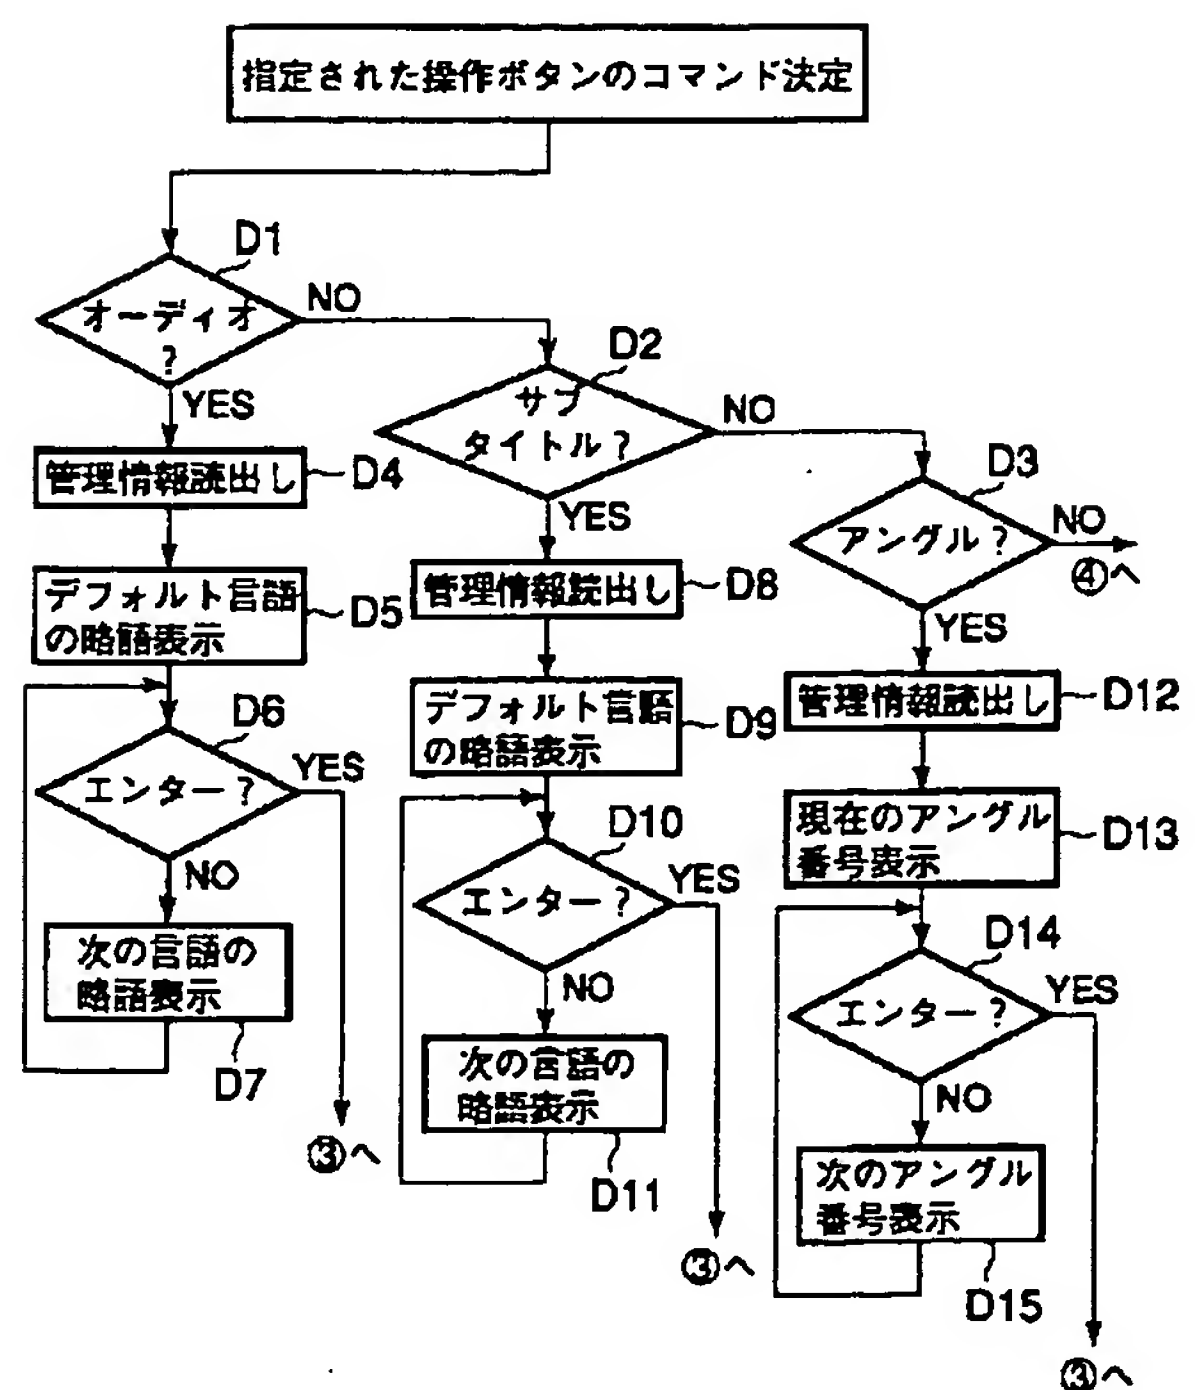 指定された操作ボタンのコマンド決定
D1
オーディオ
?
NO
YES
D2
サブ
タイトル?
NO
YES
D3
アングル?
NO
④へ
YES
管理情報読出し
D4
デフォルト言語
の略語表示
D5
D6
エンター?
YES
NO
次の言語の
略語表示
D7
③へ
管理情報読出し
D8
デフォルト言語
の略語表示
D9
D10
エンター?
YES
NO
次の言語の
略語表示
D11
③へ
管理情報読出し
D12
現在のアングル
番号表示
D13
D14
エンター?
YES
NO
次のアングル
番号表示
D15
③へ